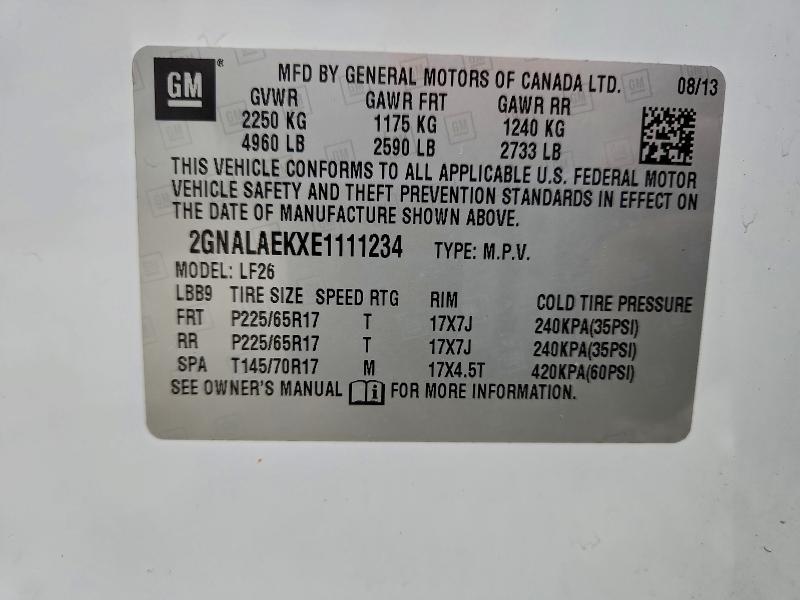 GM ® MFD BY GENERAL MOTORS OF CANADA LTD. 08/13
GVWR GAWR FRT GAWR RR
2250 KG 1175 KG 1240 KG
4960 LB 2590 LB 2733 LB
THIS VEHICLE CONFORMS TO ALL APPLICABLE U.S. FEDERAL MOTOR
VEHICLE SAFETY AND THEFT PREVENTION STANDARDS IN EFFECT ON
THE DATE OF MANUFACTURE SHOWN ABOVE.
2GNALAEKXE1111234 TYPE: M.P.V.
MODEL: LF26
LBB9 TIRE SIZE SPEED RTG RIM COLD TIRE PRESSURE
FRT P225/65R17 T 17X7J 240KPA(35PSI)
RR P225/65R17 T 17X7J 240KPA(35PSI)
SPA T145/70R17 M 17X4.5T 420KPA(60PSI)
SEE OWNER'S MANUAL FOR MORE INFORMATION.